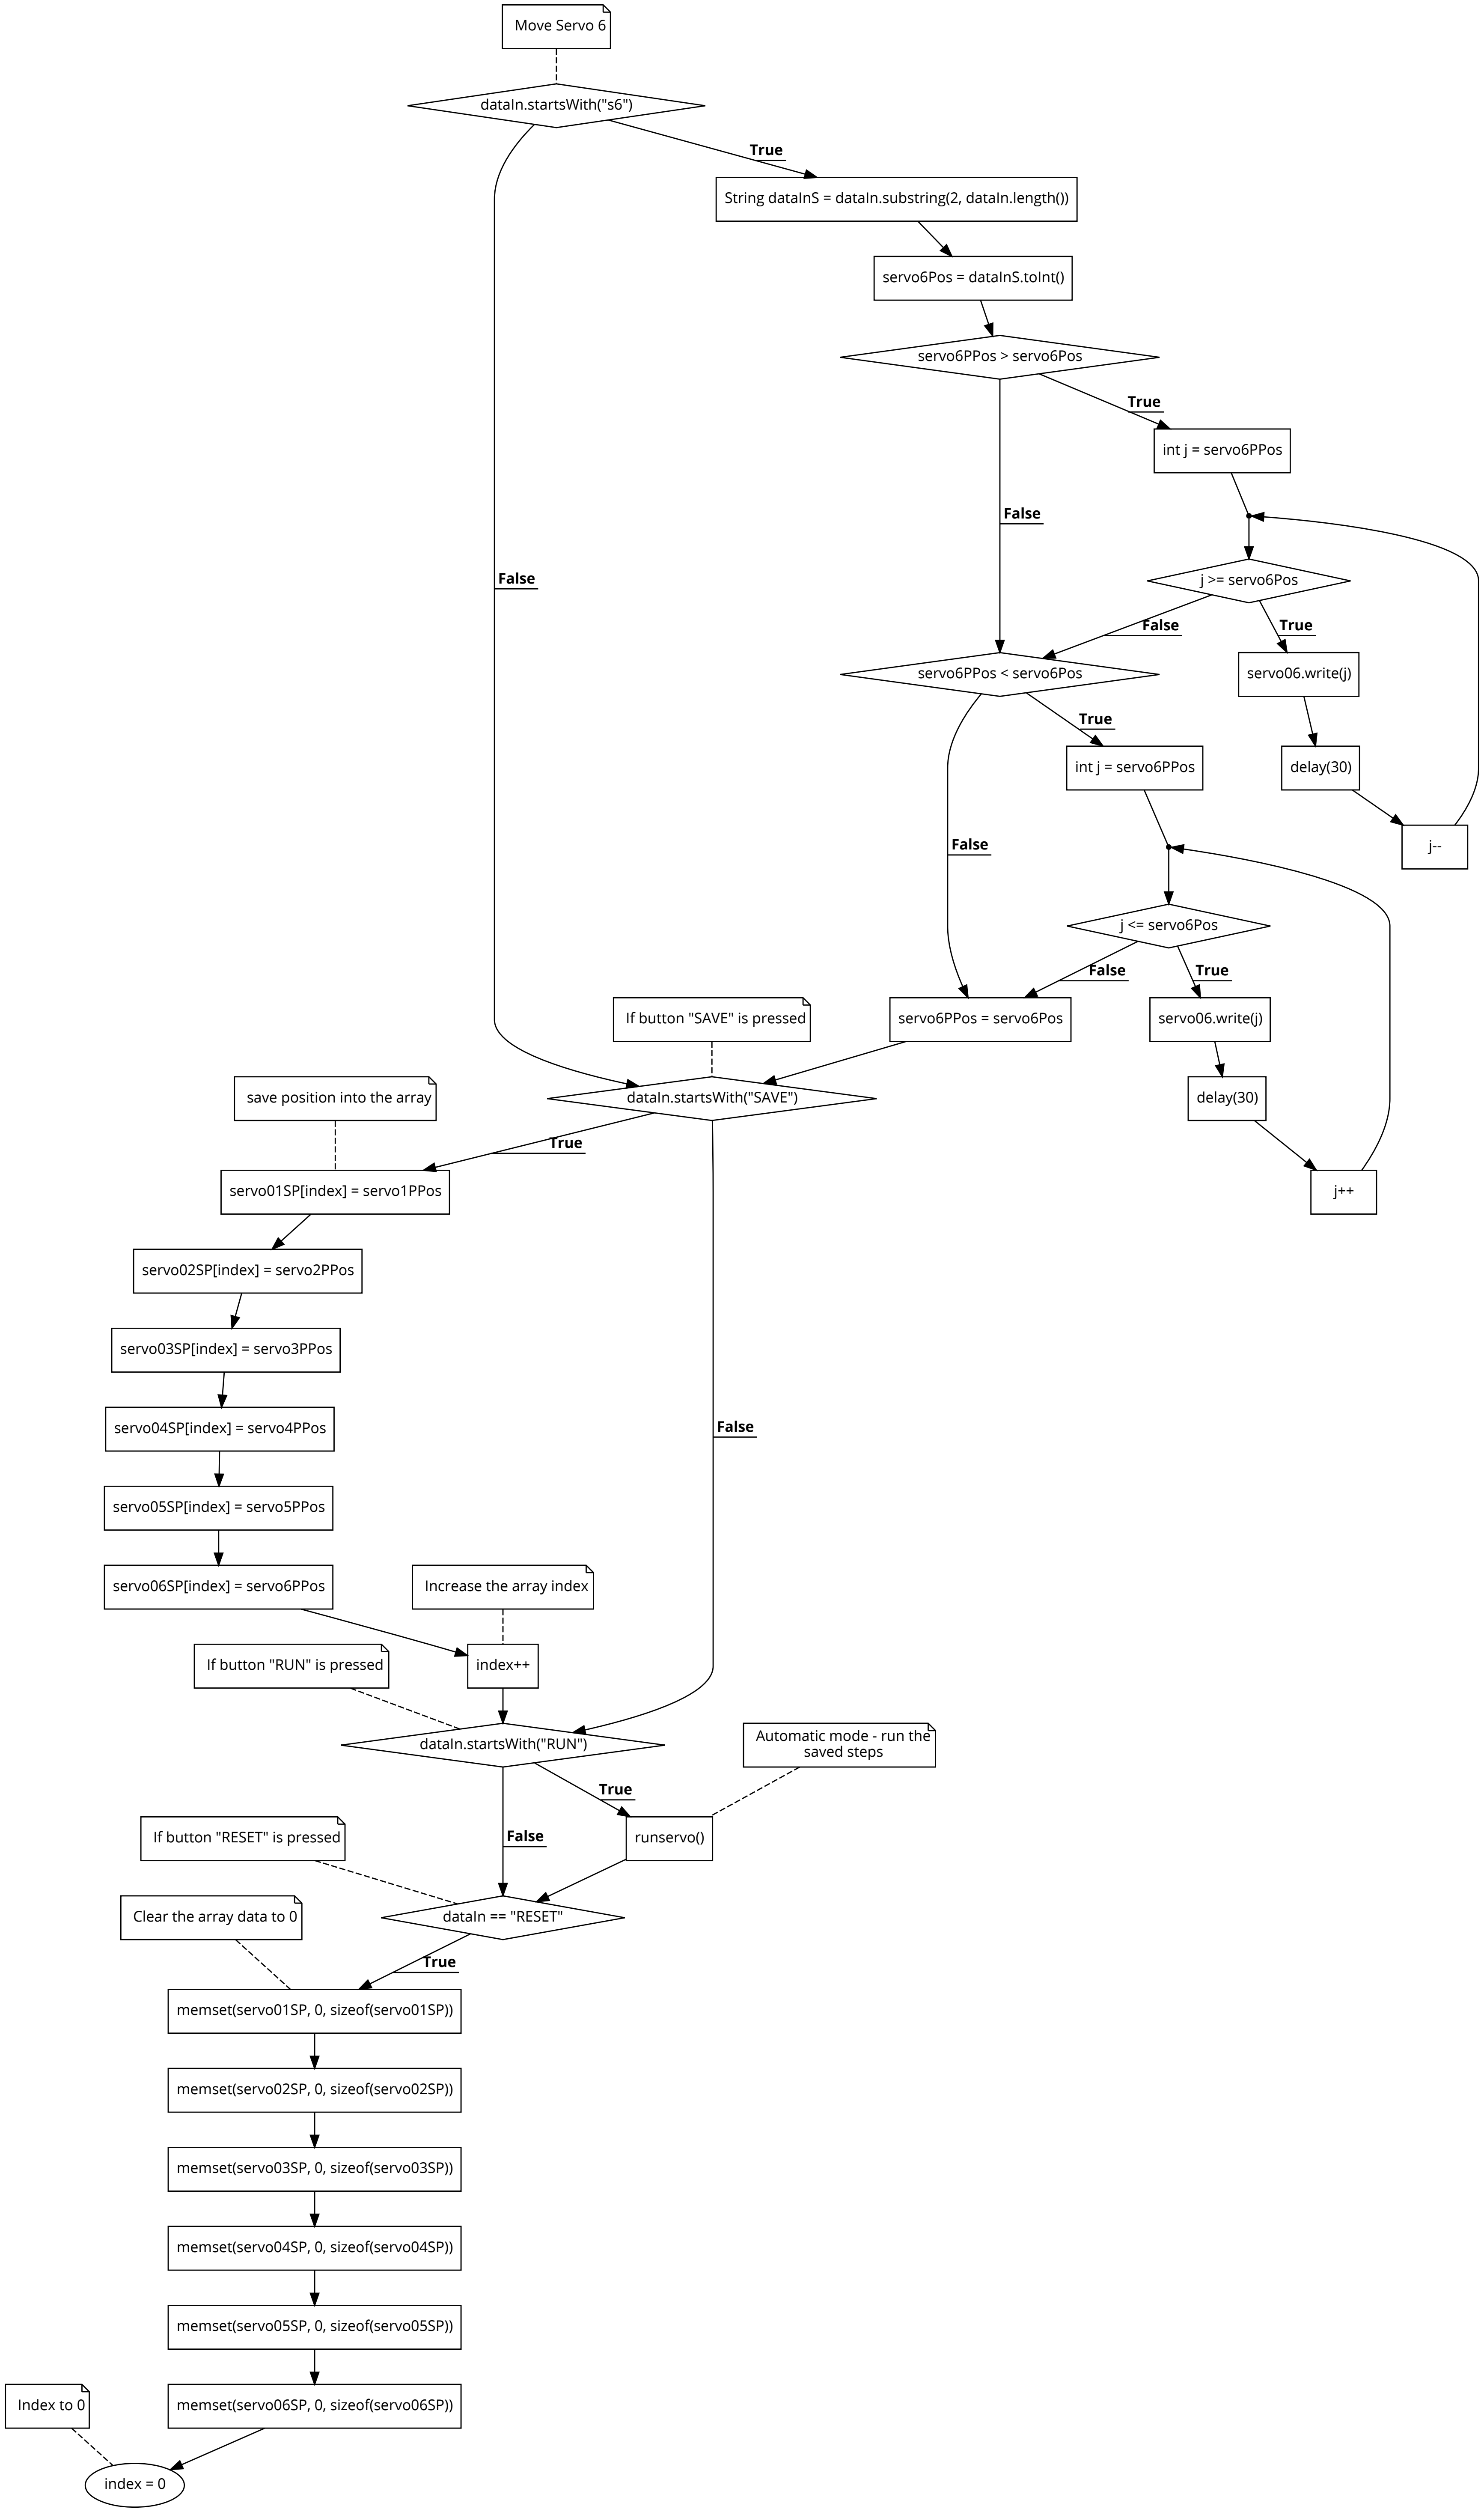 Move Servo 6
dataIn.startsWith("s6")
True
String dataInS = dataIn.substring(2, dataIn.length())
servo6Pos = dataInS.toInt()
servo6PPos > servo6Pos
True
int j = servo6PPos
False
False
j >= servo6Pos
False
True
servo6PPos < servo6Pos
servo06.write(j)
True
int j = servo6PPos
delay(30)
False
j--
j <= servo6Pos
False
True
If button "SAVE" is pressed
servo6PPos = servo6Pos
servo06.write(j)
save position into the array
dataIn.startsWith("SAVE")
delay(30)
True
servo01SP[index] = servo1PPos
j++
servo02SP[index] = servo2PPos
servo03SP[index] = servo3PPos
servo04SP[index] = servo4PPos
False
servo05SP[index] = servo5PPos
servo06SP[index] = servo6PPos
Increase the array index
If button "RUN" is pressed
index++
dataIn.startsWith("RUN")
Automatic mode - run the
saved steps
True
If button "RESET" is pressed
False
runservo()
Clear the array data to 0
dataIn == "RESET"
True
memset(servo01SP, 0, sizeof(servo01SP))
memset(servo02SP, 0, sizeof(servo02SP))
memset(servo03SP, 0, sizeof(servo03SP))
memset(servo04SP, 0, sizeof(servo04SP))
memset(servo05SP, 0, sizeof(servo05SP))
Index to 0
memset(servo06SP, 0, sizeof(servo06SP))
index = 0